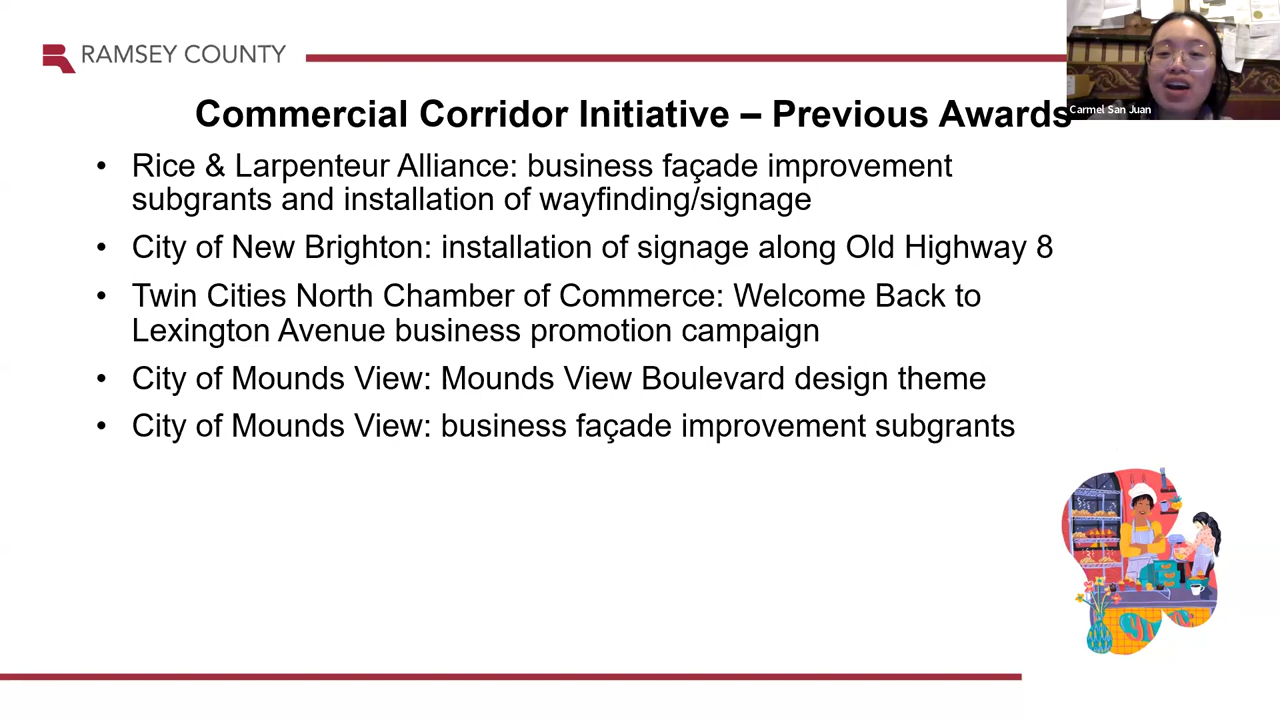 RAMSEY COUNTY
Carmel San Juan
Commercial Corridor Initiative – Previous Awards
• Rice & Larpenteur Alliance: business façade improvement
subgrants and installation of wayfinding/signage
• City of New Brighton: installation of signage along Old Highway 8
• Twin Cities North Chamber of Commerce: Welcome Back to
Lexington Avenue business promotion campaign
• City of Mounds View: Mounds View Boulevard design theme
• City of Mounds View: business façade improvement subgrants